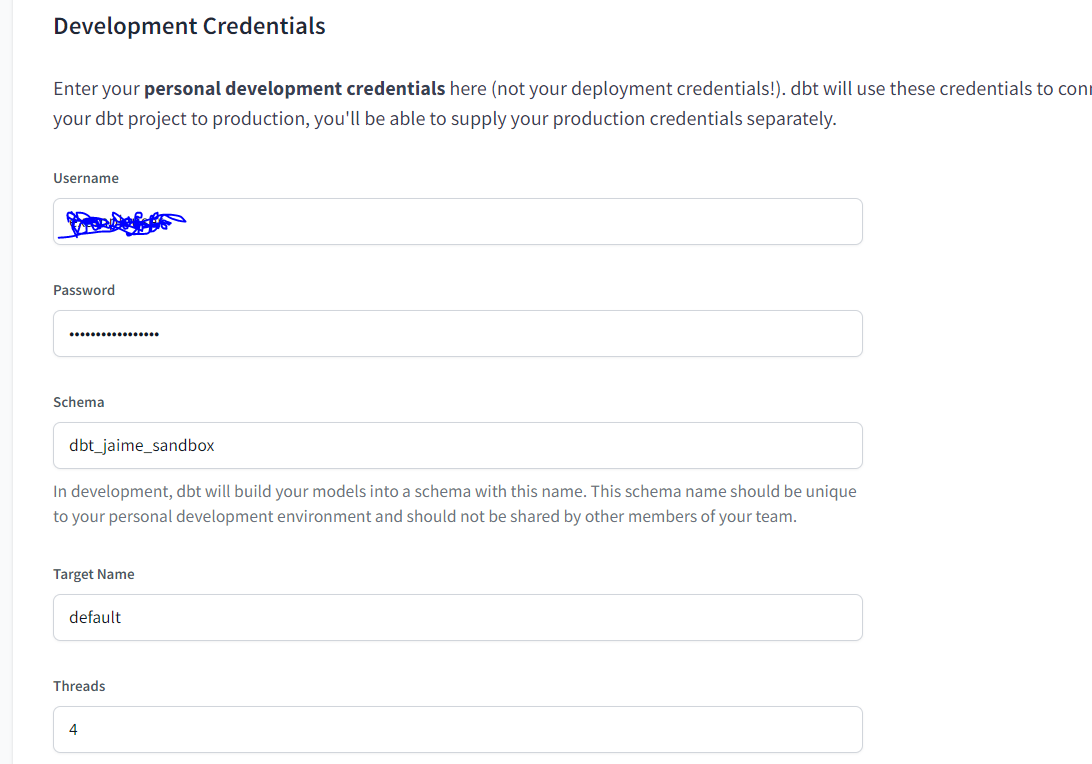 Development Credentials
Enter your personal development credentials here (not your deployment credentials!). dbt will use these credentials to
your dbt project to production, you'll be able to supply your production credentials separately.
Username
Password
•••••••••••••••••
Schema
dbt_jaime_sandbox
In development, dbt will build your models into a schema with this name. This schema name should be unique
to your personal development environment and should not be shared by other members of your team.
Target Name
default
Threads
4